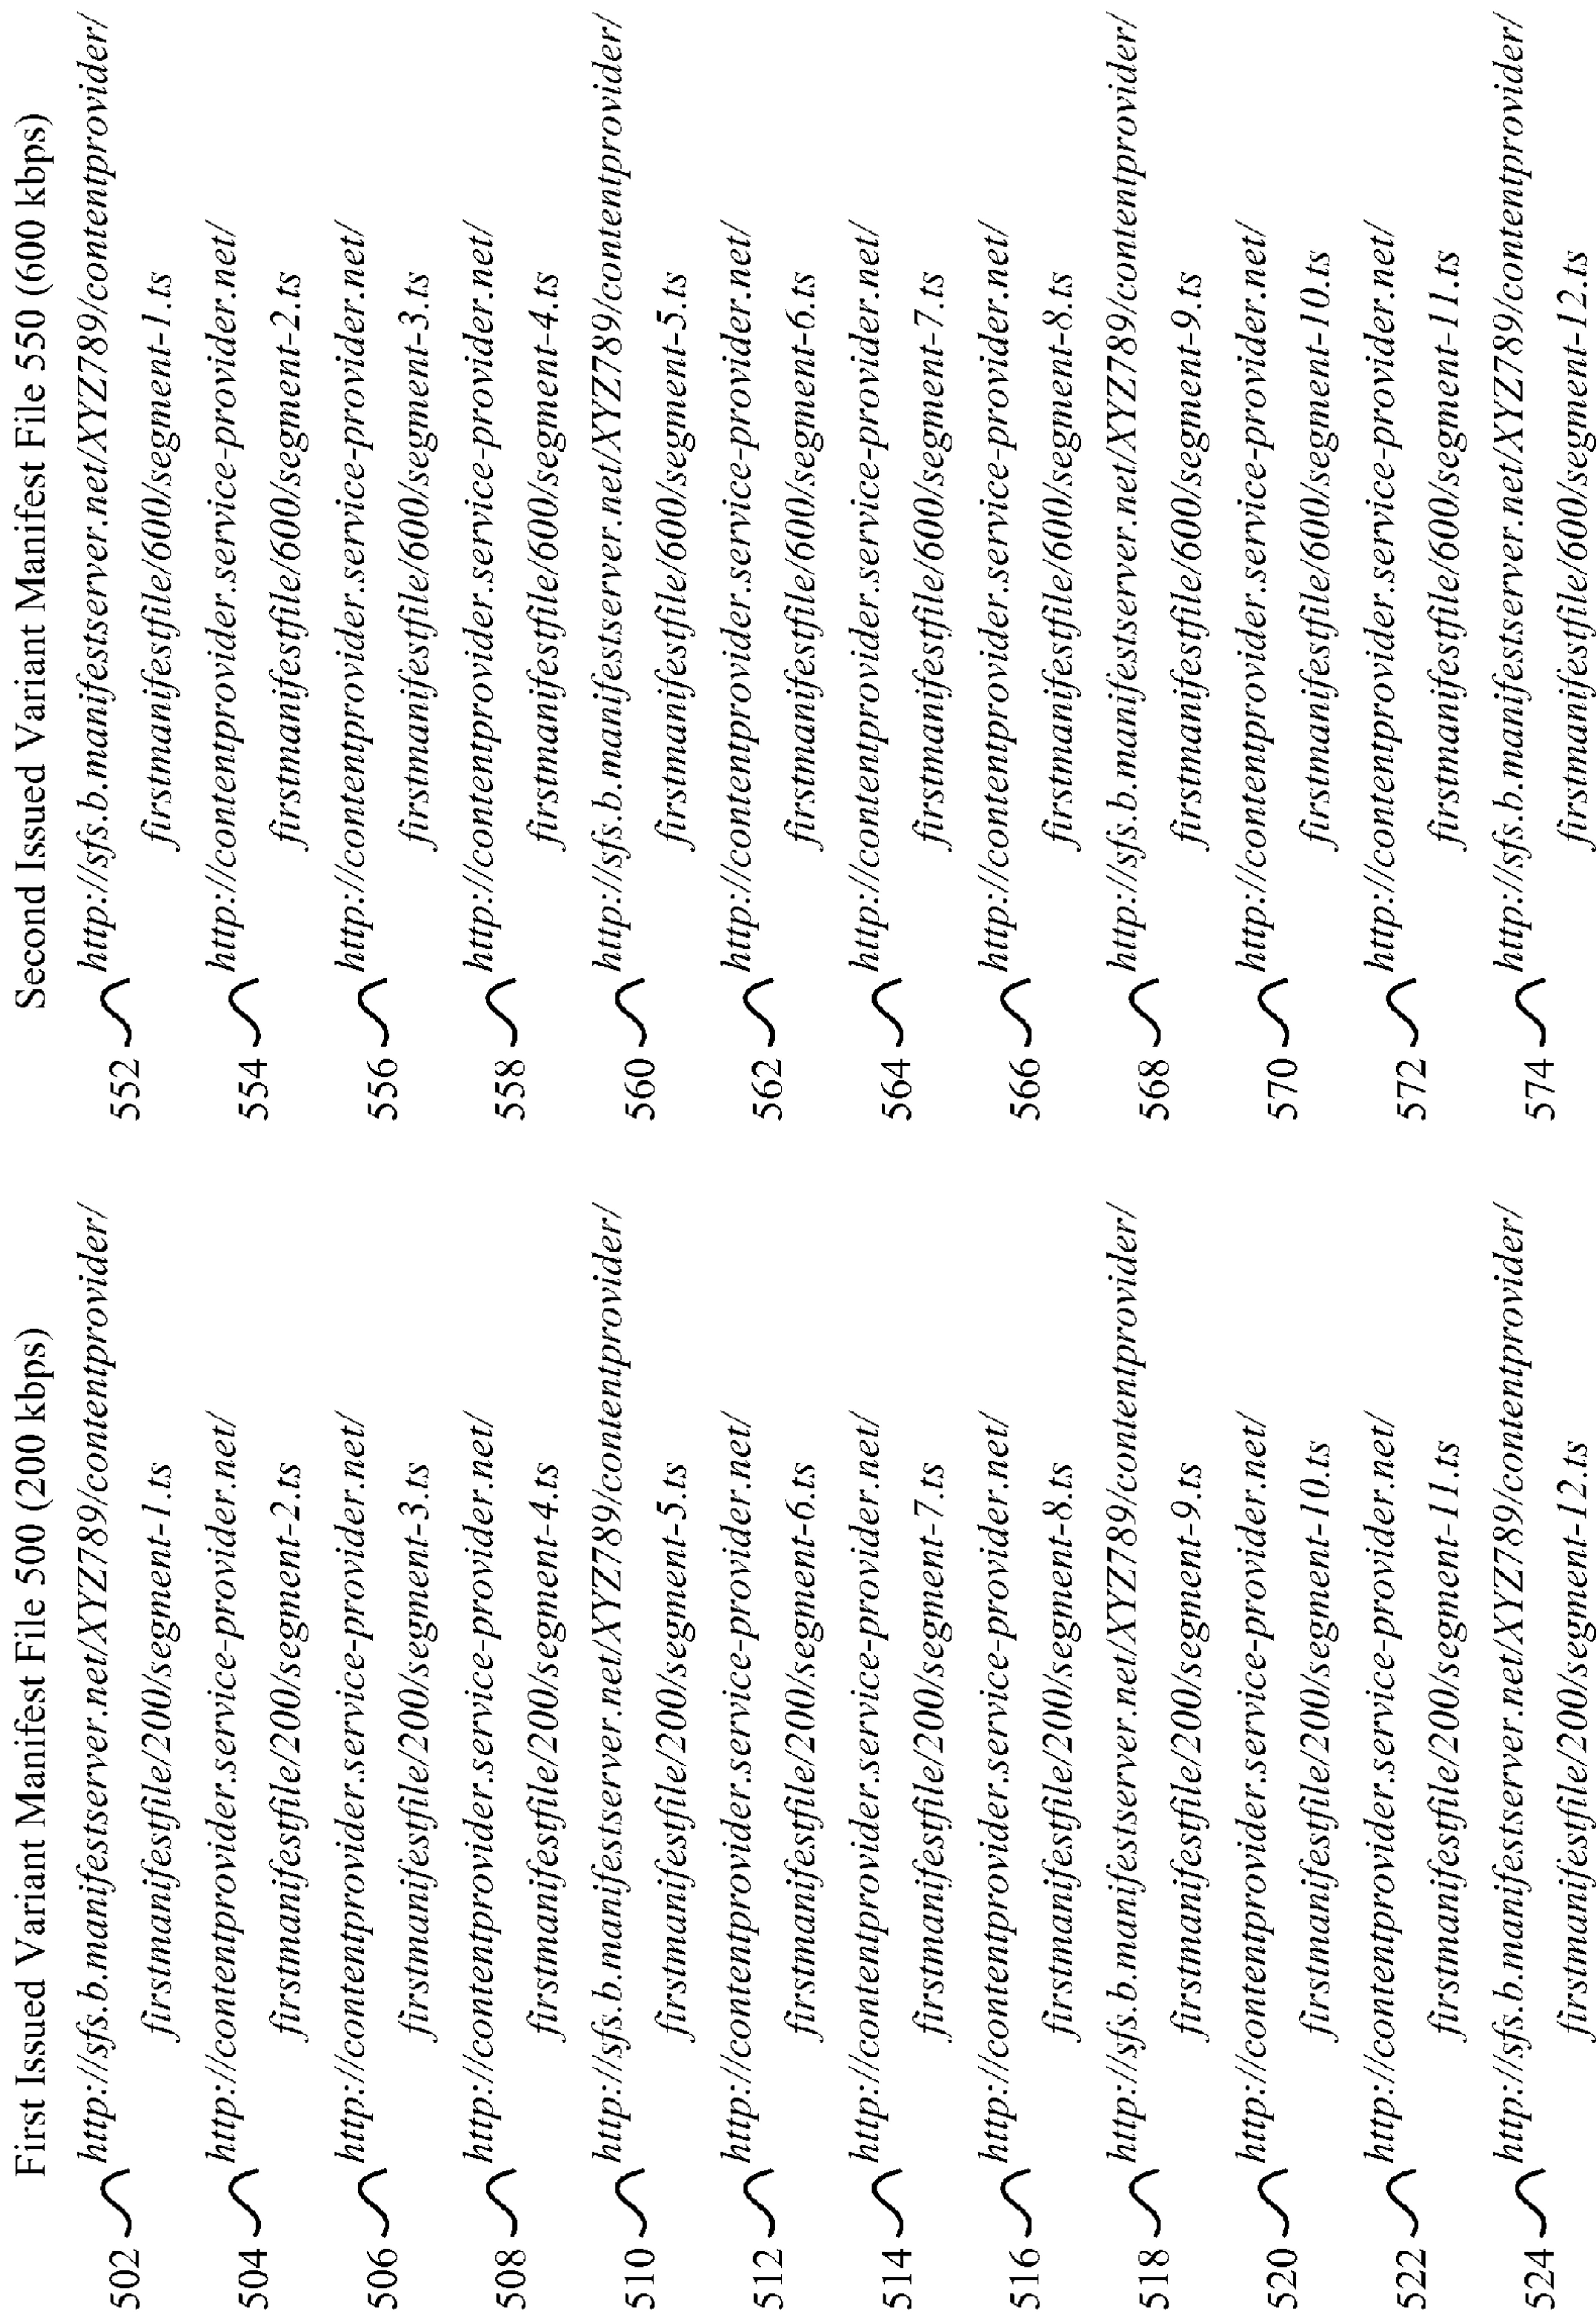 First Issued Variant Manifest File 500 (200 kbps)
502 http://sfs.b.manifestserver.net/XYZ789/contentprovider/
firstmanifestfile/200/segment-1.ts
504 http://contentprovider.service-provider.net/
firstmanifestfile/200/segment-2.ts
506 http://contentprovider.service-provider.net/
firstmanifestfile/200/segment-3.ts
508 http://contentprovider.service-provider.net/
firstmanifestfile/200/segment-4.ts
510 http://sfs.b.manifestserver.net/XYZ789/contentprovider/
firstmanifestfile/200/segment-5.ts
512 http://contentprovider.service-provider.net/
firstmanifestfile/200/segment-6.ts
514 http://contentprovider.service-provider.net/
firstmanifestfile/200/segment-7.ts
516 http://contentprovider.service-provider.net/
firstmanifestfile/200/segment-8.ts
518 http://sfs.b.manifestserver.net/XYZ789/contentprovider/
firstmanifestfile/200/segment-9.ts
520 http://contentprovider.service-provider.net/
firstmanifestfile/200/segment-10.ts
522 http://contentprovider.service-provider.net/
firstmanifestfile/200/segment-11.ts
524 http://sfs.b.manifestserver.net/XYZ789/contentprovider/
firstmanifestfile/200/segment-12.ts
Second Issued Variant Manifest File 550 (600 kbps)
552 http://sfs.b.manifestserver.net/XYZ789/contentprovider/
firstmanifestfile/600/segment-1.ts
554 http://contentprovider.service-provider.net/
firstmanifestfile/600/segment-2.ts
556 http://contentprovider.service-provider.net/
firstmanifestfile/600/segment-3.ts
558 http://contentprovider.service-provider.net/
firstmanifestfile/600/segment-4.ts
560 http://sfs.b.manifestserver.net/XYZ789/contentprovider/
firstmanifestfile/600/segment-5.ts
562 http://contentprovider.service-provider.net/
firstmanifestfile/600/segment-6.ts
564 http://contentprovider.service-provider.net/
firstmanifestfile/600/segment-7.ts
566 http://contentprovider.service-provider.net/
firstmanifestfile/600/segment-8.ts
568 http://sfs.b.manifestserver.net/XYZ789/contentprovider/
firstmanifestfile/600/segment-9.ts
570 http://contentprovider.service-provider.net/
firstmanifestfile/600/segment-10.ts
572 http://contentprovider.service-provider.net/
firstmanifestfile/600/segment-11.ts
574 http://sfs.b.manifestserver.net/XYZ789/contentprovider/
firstmanifestfile/600/segment-12.ts